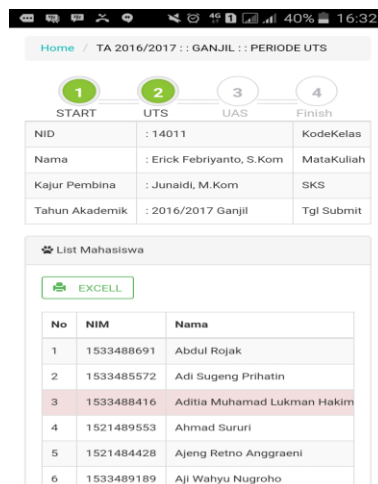 4G 1 40% 16:32
Home / TA 2016/2017 : : GANJIL : : PERIODE UTS
1 2 3 4
START UTS UAS Finish
NID : 14011 KodeKelas
Nama : Erick Febriyanto, S.Kom MataKuliah
Kajur Pembina : Junaidi, M.Kom SKS
Tahun Akademik : 2016/2017 Ganjil Tgl Submit
List Mahasiswa
EXCELL
No NIM Nama
1 1533488691 Abdul Rojak
2 1533485572 Adi Sugeng Prihatin
3 1533488416 Aditia Muhamad Lukman Hakim
4 1521489553 Ahmad Sururi
5 1521484428 Ajeng Retno Anggraeni
6 1533489189 Aji Wahyu Nugroho